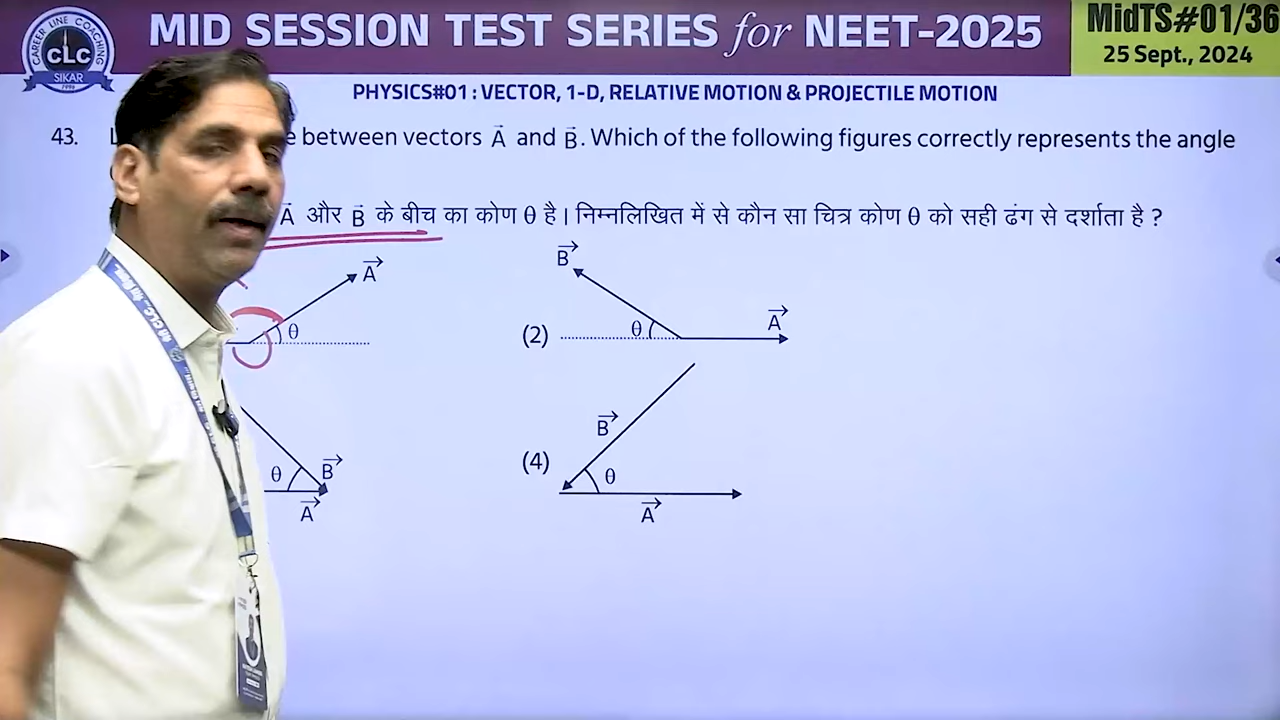 MID SESSION TEST SERIES for NEET-2025
MidTS#01/36
25 Sept., 2024
CAREER LINE COACHING
CLC
SIKAR
1996
PHYSICS#01 : VECTOR, 1-D, RELATIVE MOTION & PROJECTILE MOTION
43. between vectors A⃗ and B⃗. Which of the following figures correctly represents the angle
A⃗ और B⃗ के बीच का कोण θ है। निम्नलिखित में से कौन सा चित्र कोण θ को सही ढंग से दर्शाता है ?
A⃗
θ
(2) B⃗ θ A⃗
θ B⃗
A⃗
(4) B⃗ θ
A⃗